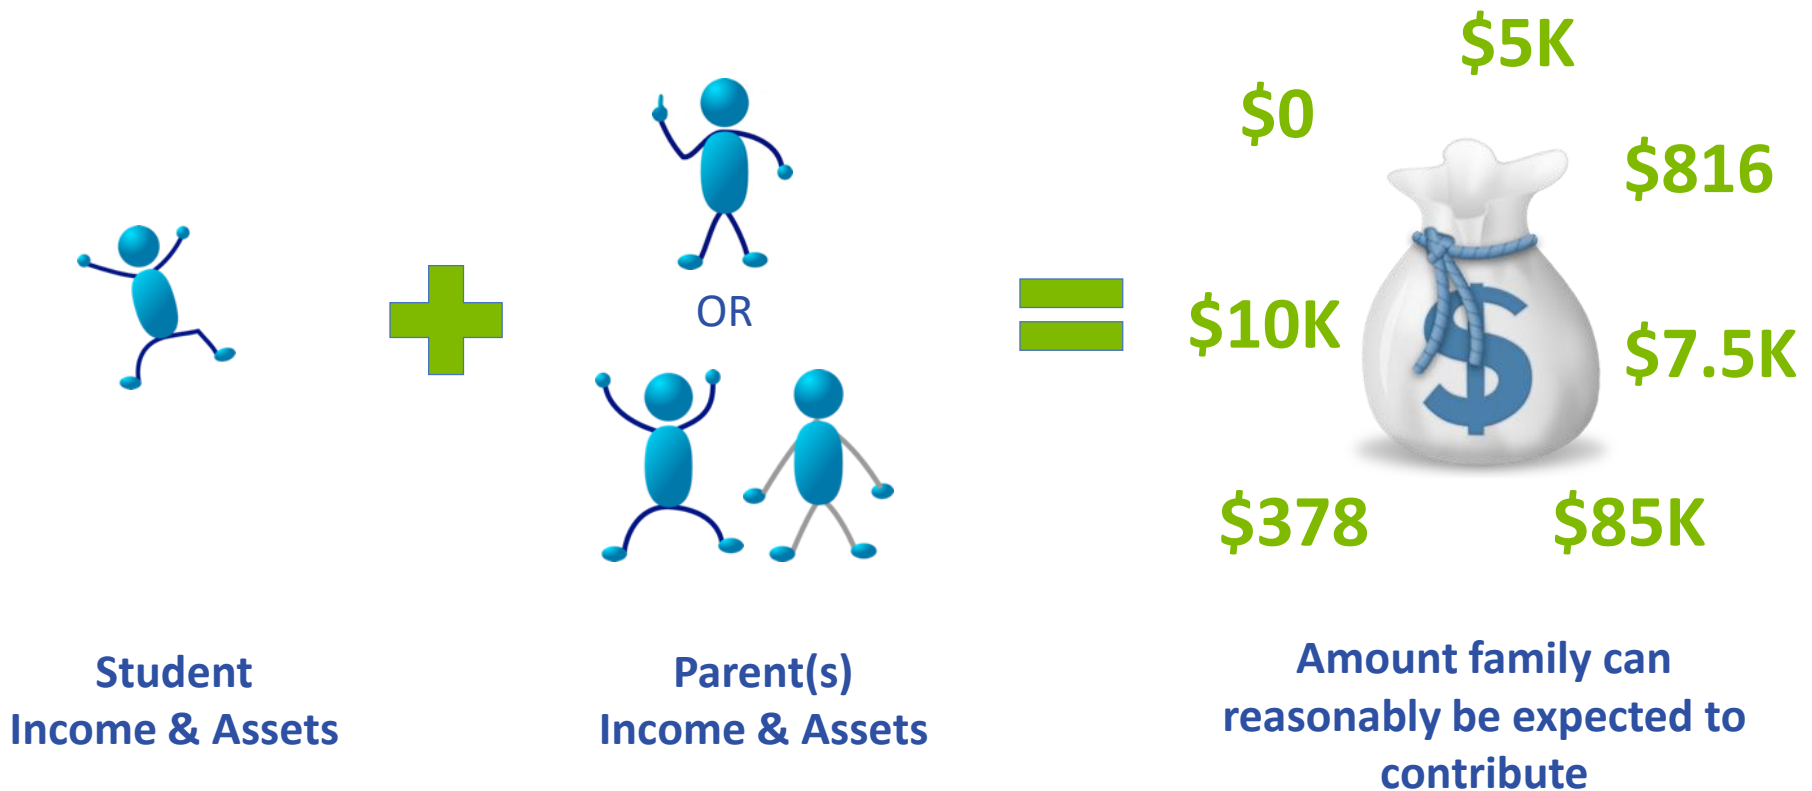 $5K
$0
$816
OR
$10K
$
$7.5K
$378
$85K
Student
Income & Assets
Parent(s)
Income & Assets
Amount family can
reasonably be expected to
contribute